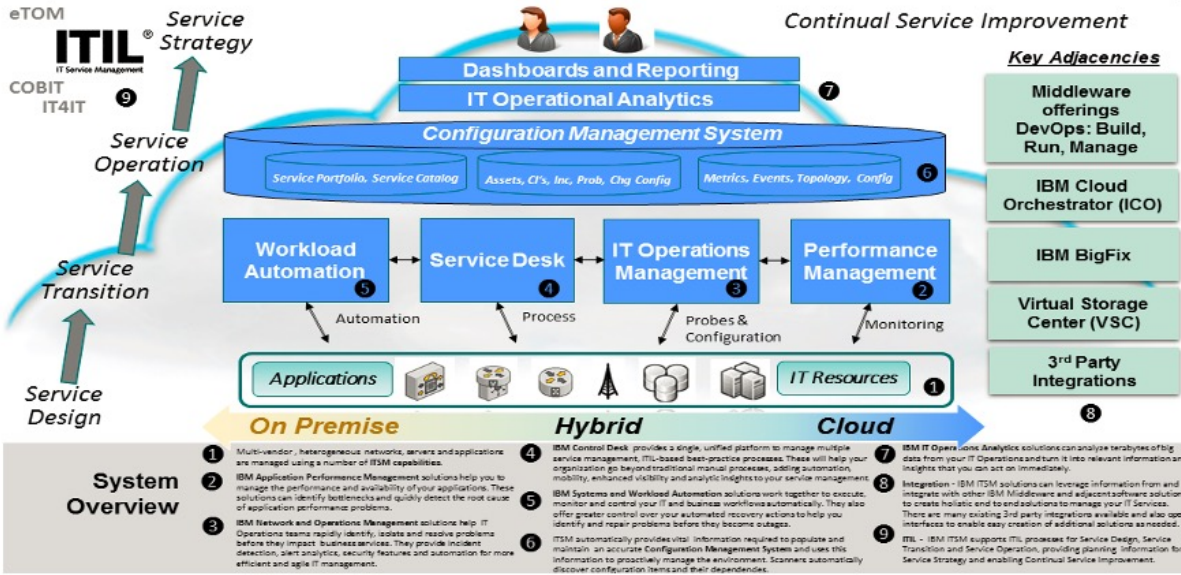 eTOM
ITIL®
IT Service Management
COBIT
IT4IT
9
Service
Strategy
Service
Operation
Service
Transition
Service
Design
Continual Service Improvement
Dashboards and Reporting
IT Operational Analytics
7
Configuration Management System
Service Portfolio, Service Catalog
Assets, CI's, Inc, Prob, Chg Config
Metrics, Events, Topology, Config
6
Workload
Automation
5
Service Desk
4
IT Operations
Management
3
Performance
Management
2
Automation
Process
Probes &
Configuration
Monitoring
Applications
IT Resources
1
On Premise
Hybrid
Cloud
Key Adjacencies
Middleware
offerings
DevOps: Build,
Run, Manage
IBM Cloud
Orchestrator (ICO)
IBM BigFix
Virtual Storage
Center (VSC)
3rd Party
Integrations
8
System
Overview
1
Multi-vendor, heterogeneous networks, servers and applications
are managed using a number of ITSM capabilities.
2
IBM Application Performance Management solutions help you to
manage the performance and availability of your applications. These
solutions can identify bottlenecks and quickly detect the root cause
of application performance problems.
3
IBM Network and Operations Management solutions help IT
Operations teams rapidly identify, isolate and resolve problems
before they impact business services. They provide incident
detection, alert analytics, security features and automation for more
efficient and agile IT management.
4
IBM Control Desk provides a single, unified platform to manage multiple
service management, ITIL-based best-practice processes. These will help your
organization go beyond traditional manual processes, adding automation,
mobility, enhanced visibility and analytic insights to your service management
5
IBM Systems and Workload Automation solutions work together to execute,
monitor and control your IT and business workflows automatically. They also
offer greater control over your automated recovery actions to help you
identify and repair problems before they become outages.
6
ITSM automatically provides vital information required to populate and
maintain an accurate Configuration Management System and uses this
information to proactively manage the environment. Scanners automatically
discover configuration items and their dependencies.
7
IBM IT Operations Analytics solutions can analyze terabytes of big
data from your IT Operations and turn it into relevant information and
insights that you can act on immediately.
8
Integration - IBM ITSM solutions can leverage information from and
integrate with other IBM Middleware and adjacent software solution
to create holistic end to end solutions to manage your IT Services.
There are many existing 3rd party integrations available and also ope
interfaces to enable easy creation of additional solutions as needed.
9
ITIL - IBM ITSM supports ITIL processes for Service Design, Service
Transition and Service Operation, providing planning information for
Service Strategy and enabling Continual Service Improvement.